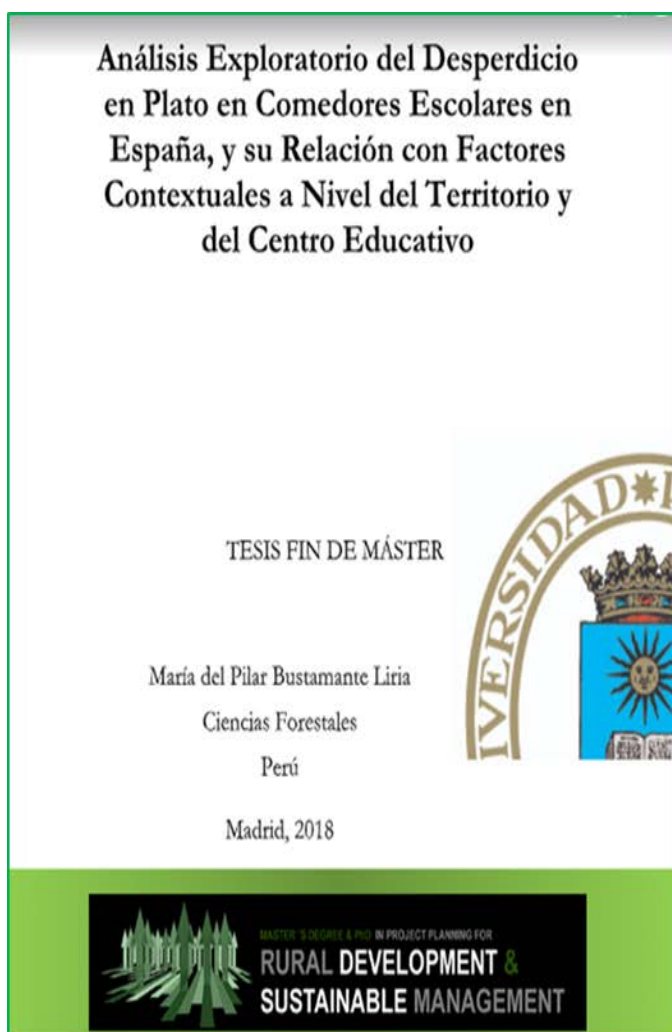 Análisis Exploratorio del Desperdicio
en Plato en Comedores Escolares en
España, y su Relación con Factores
Contextuales a Nivel del Territorio y
del Centro Educativo
TESIS FIN DE MÁSTER
IVERSIDAD
María del Pilar Bustamante Liria
Ciencias Forestales
Perú
Madrid, 2018
MASTER´S DEGREE & PhD IN PROJECT PLANNING FOR
RURAL DEVELOPMENT &
SUSTAINABLE MANAGEMENT